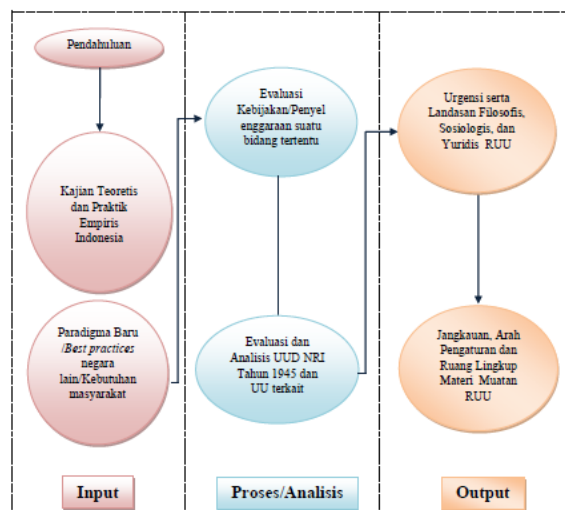 Pendahuluan
Kajian Teoretis
dan Praktik
Empiris
Indonesia
Paradigma Baru
/Best practices
negara
lain/Kebutuhan
masyarakat
Input
Evaluasi
Kebijakan/Penyel
enggaraan suatu
bidang tertentu
Evaluasi dan
Analisis UUD NRI
Tahun 1945 dan
UU terkait
Proses/Analisis
Urgensi serta
Landasan Filosofis,
Sosiologis, dan
Yuridis RUU
Jangkauan, Arah
Pengaturan dan
Ruang Lingkup
Materi Muatan
RUU
Output